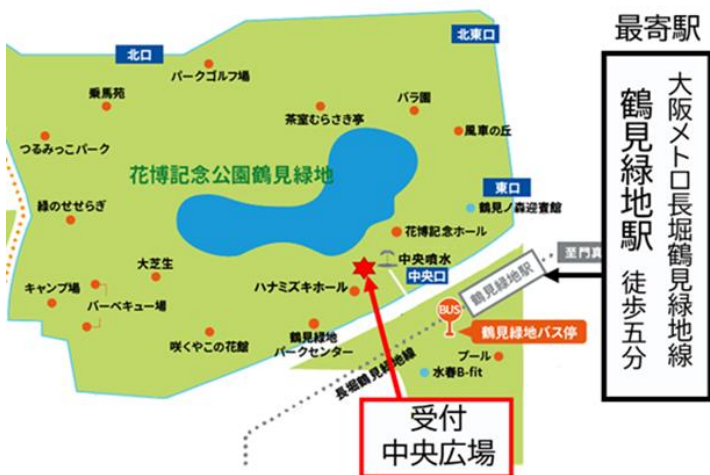 最寄駅
大阪メトロ長堀鶴見緑地線
鶴見緑地駅 徒歩五分
北口
北東口
パークゴルフ場
乗馬苑
茶室むらさき亭
バラ園
風車の丘
つるみっこパーク
花博記念公園鶴見緑地
東口
鶴見ノ森迎賓館
緑のせせらぎ
花博記念ホール
中央噴水
至門真
大芝生
中央口
鶴見緑地駅
キャンプ場
バーベキュー場
ハナミズキホール
BUS
鶴見緑地バス停
咲くやこの花館
鶴見緑地
パークセンター
プール
水春B-fit
長堀鶴見緑地線
受付
中央広場